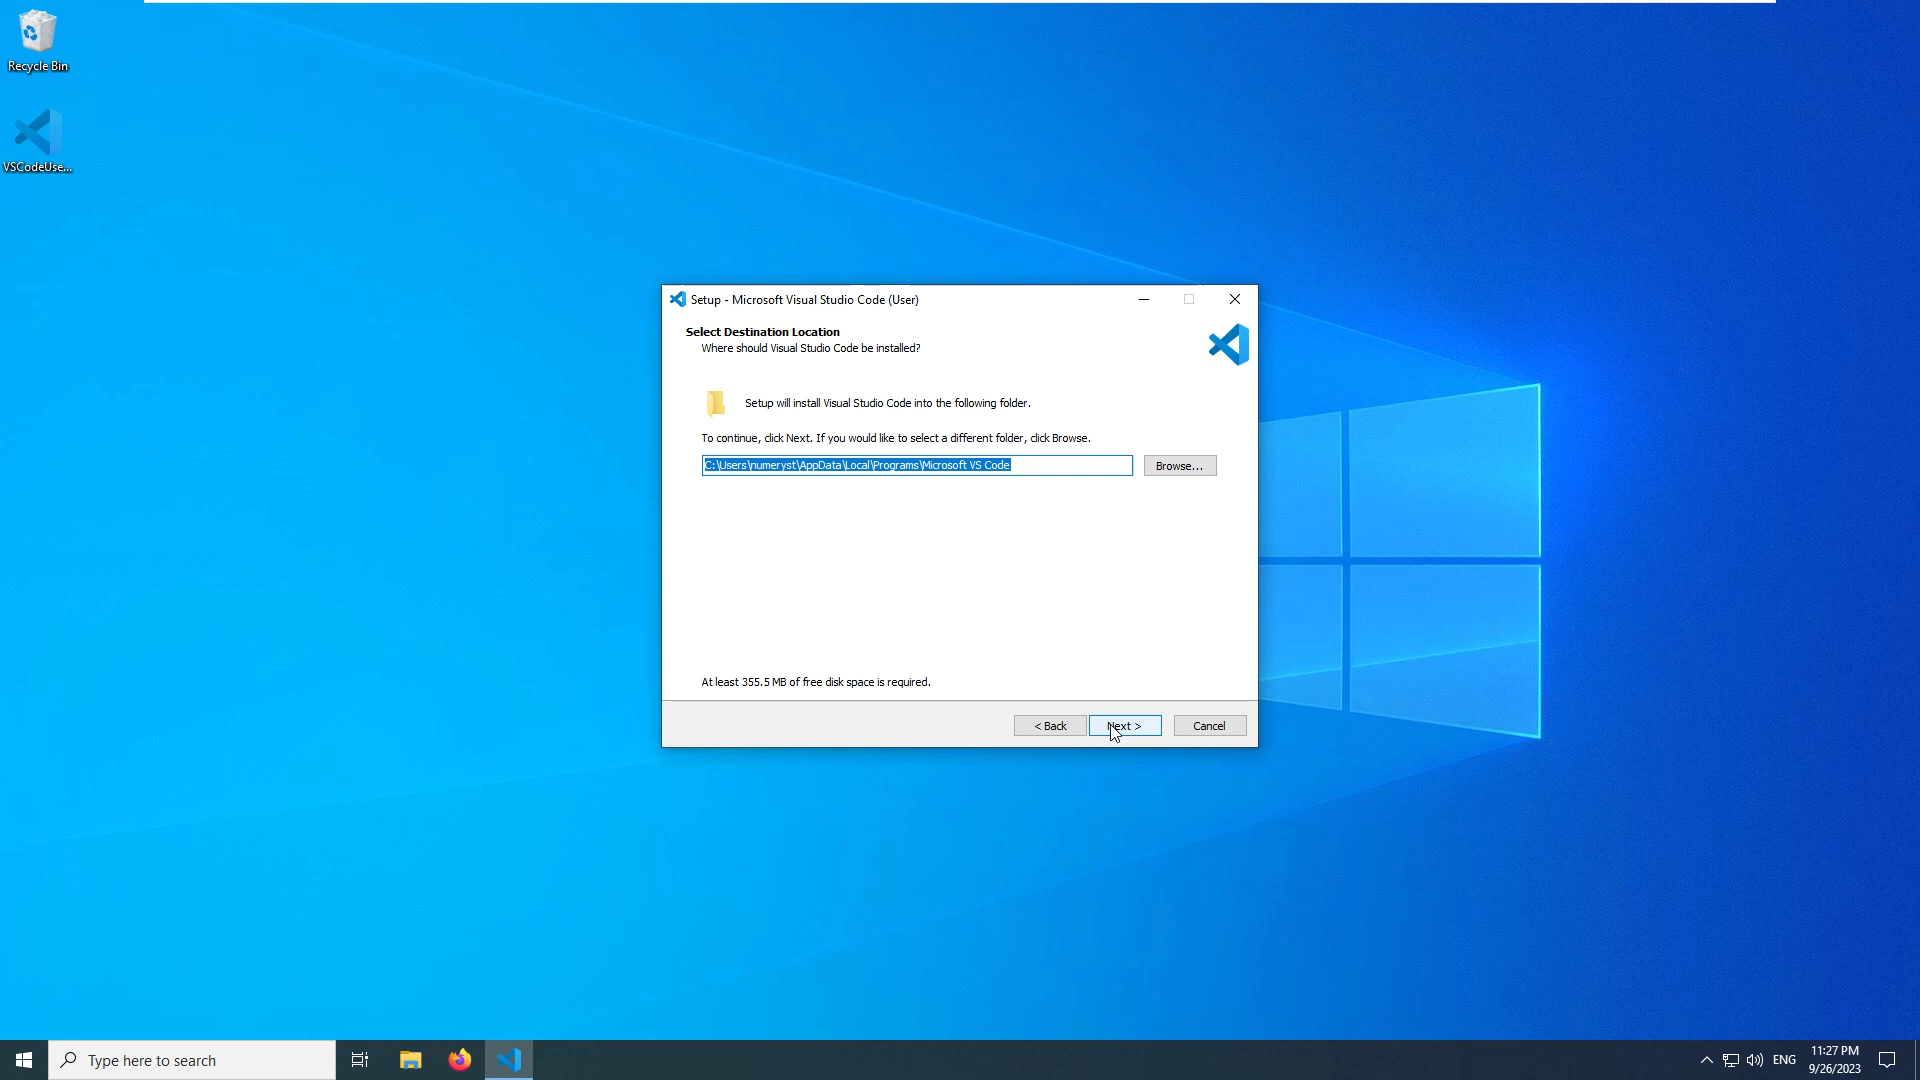 Recycle Bin
VSCodeUse...
Setup - Microsoft Visual Studio Code (User)
Select Destination Location
Where should Visual Studio Code be installed?
Setup will install Visual Studio Code into the following folder.
To continue, click Next. If you would like to select a different folder, click Browse.
C:\Users\numeryst\AppData\Local\Programs\Microsoft VS Code
Browse...
At least 355.5 MB of free disk space is required.
< Back
Next >
Cancel
Type here to search
ENG
11:27 PM
9/26/2023